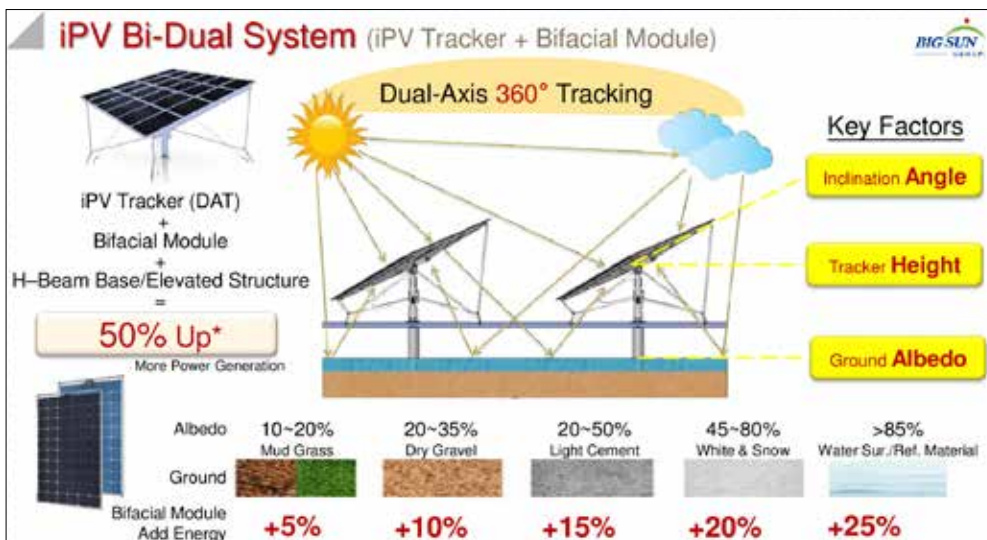 iPV Bi-Dual System (iPV Tracker + Bifacial Module)
BIG SUN
GROUP
Dual-Axis 360° Tracking
Key Factors
Inclination Angle
Tracker Height
Ground Albedo
iPV Tracker (DAT)
+
Bifacial Module
+
H–Beam Base/Elevated Structure
=
50% Up*
More Power Generation
Albedo 10~20% 20~35% 20~50% 45~80% >85%
Mud Grass Dry Gravel Light Cement White & Snow Water Sur./Ref. Material
Ground
Bifacial Module
Add Energy +5% +10% +15% +20% +25%